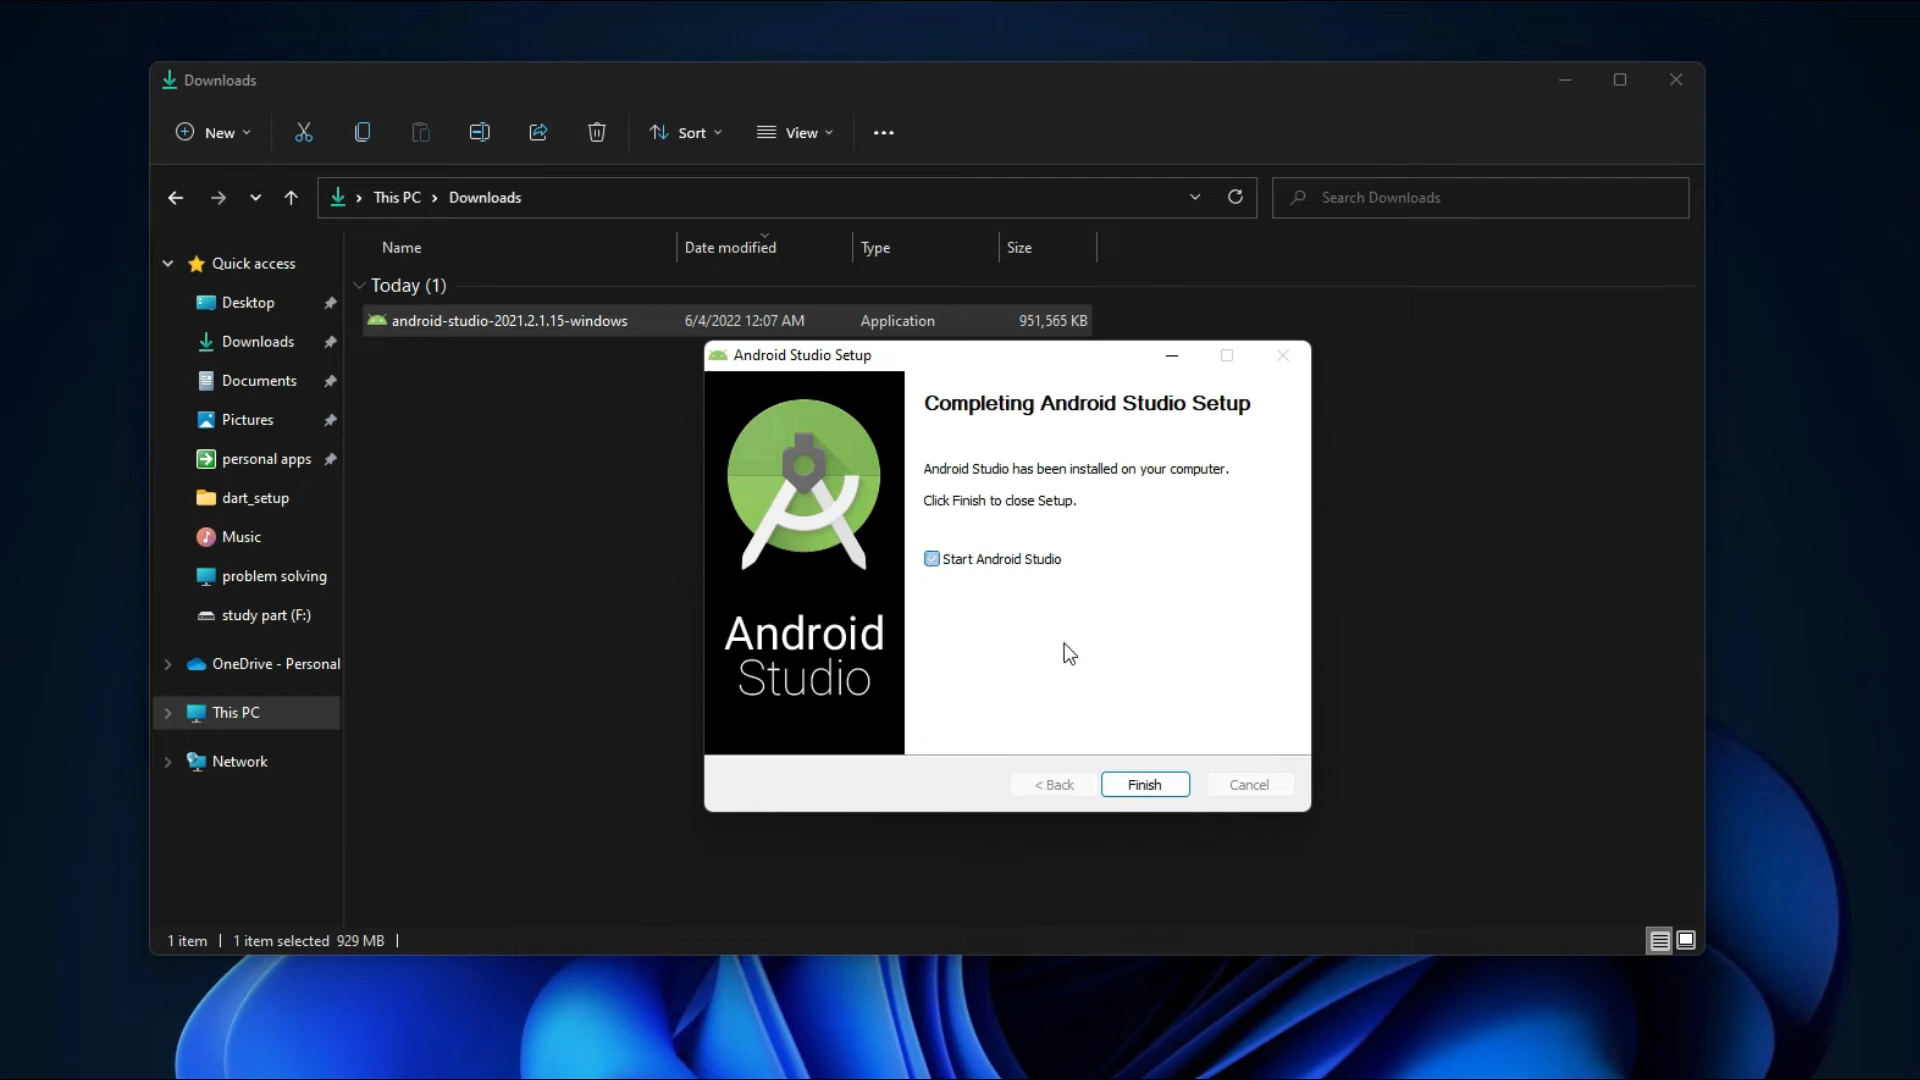 Downloads
New
Sort
View
This PC
Downloads
Search Downloads
Name
Date modified
Type
Size
Quick access
Desktop
Downloads
Documents
Pictures
personal apps
dart_setup
Music
problem solving
study part (F:)
OneDrive - Personal
This PC
Network
Today (1)
android-studio-2021.2.1.15-windows 6/4/2022 12:07 AM Application 951,565 KB
Android Studio Setup
Android
Studio
Completing Android Studio Setup
Android Studio has been installed on your computer.
Click Finish to close Setup.
Start Android Studio
< Back
Finish
Cancel
1 item
1 item selected 929 MB